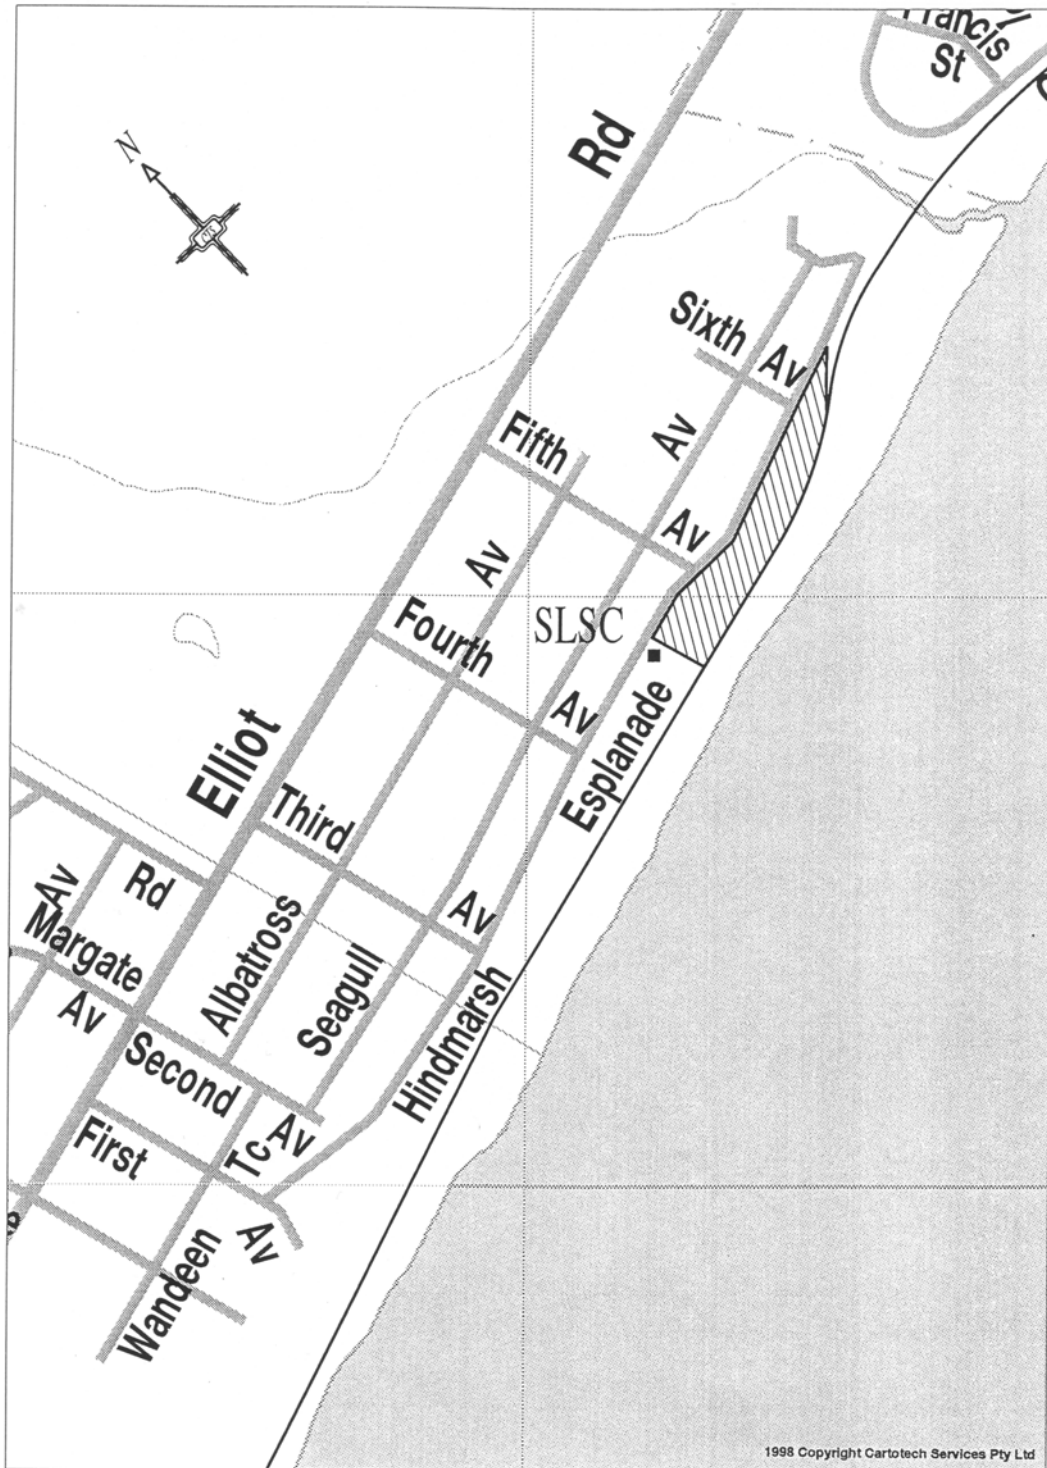 Francis
St
Rd
N
Sixth Av
Av
Fifth Av
Av
SLSC
Fourth Av
Esplanade
Elliot
Third Av
Av
Rd
Margate
Av
Albatross
Seagull
Hindmarsh
Second Av
Tc
First Av
Wandeen
1998 Copyright Cartotech Services Pty Ltd